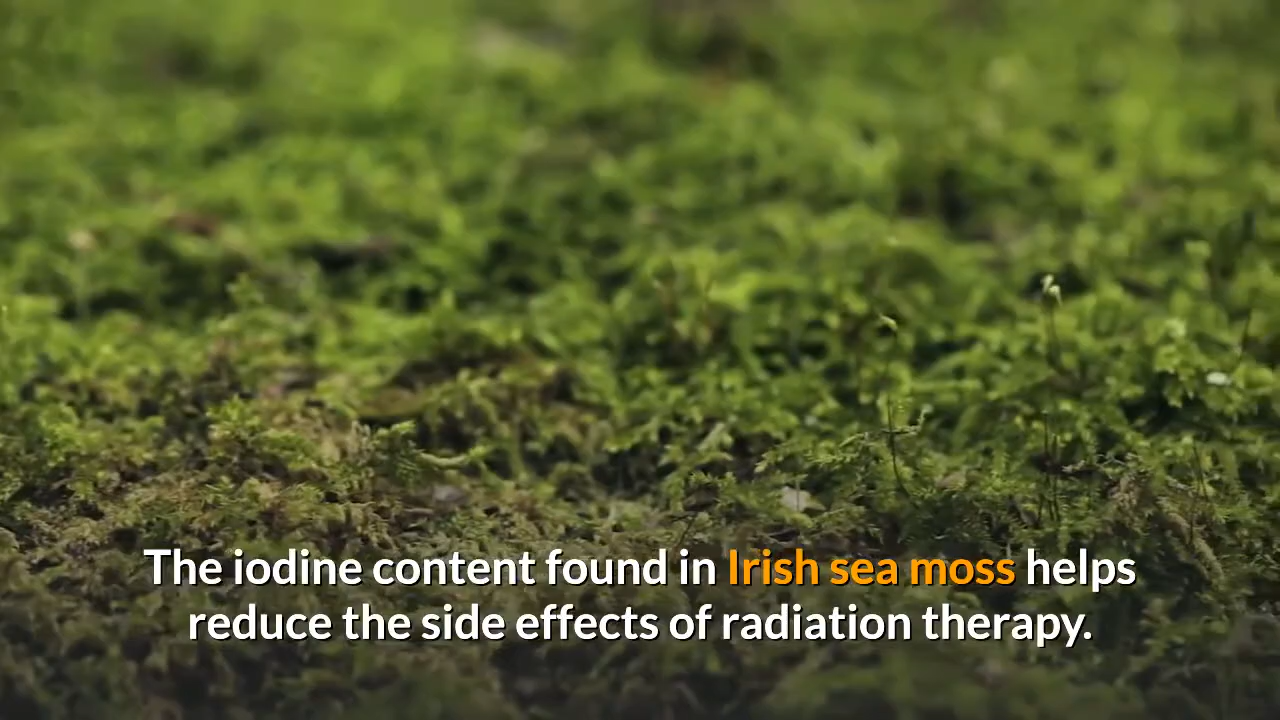 The iodine content found in Irish sea moss helps
reduce the side effects of radiation therapy.